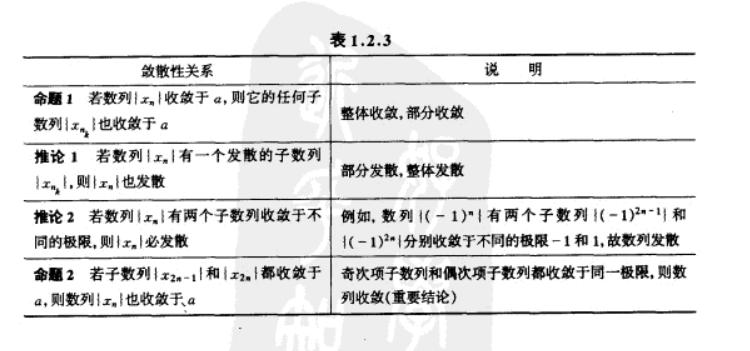 表1.2.3
敛散性关系 说 明
命题1 若数列{x_n}收敛于 a,则它的任何子
数列{x_{n_k}}也收敛于 a
整体收敛,部分收敛
推论1 若数列{x_n}有一个发散的子数列
{x_{n_k}},则{x_n}也发散
部分发散,整体发散
推论2 若数列{x_n}有两个子数列收敛于不
同的极限,则{x_n}必发散
例如,数列{(-1)^n}有两个子数列{(-1)^{2n-1}}和
{(-1)^{2n}}分别收敛于不同的极限-1和1,故数列发散
命题2 若子数列{x_{2n-1}}和{x_{2n}}都收敛于
a,则数列{x_n}也收敛于a
奇次项子数列和偶次项子数列都收敛于同一极限,则数
列收敛(重要结论)